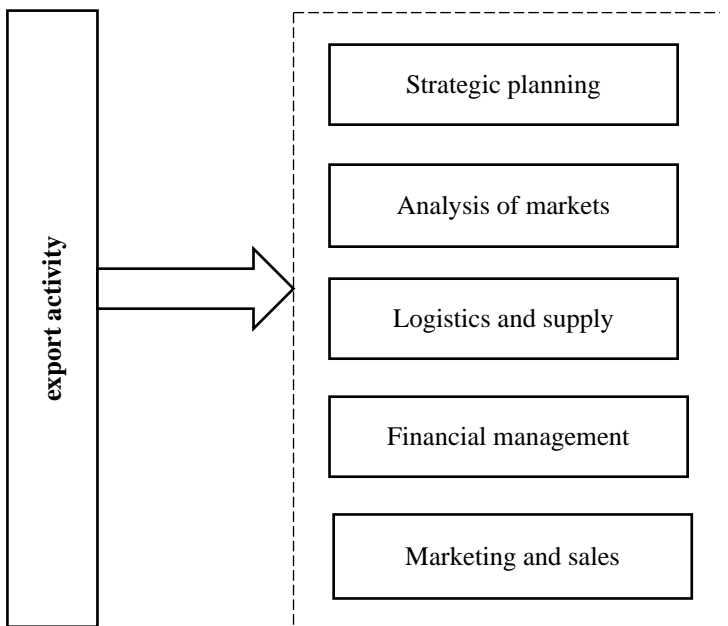 export activity
Strategic planning
Analysis of markets
Logistics and supply
Financial management
Marketing and sales